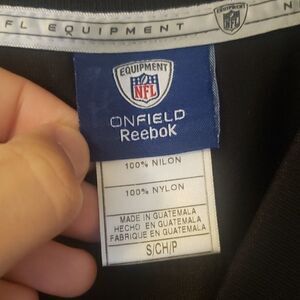 FL EQUIPMENT
NFL
N
EQUIPMENT
NFL
ONFIELD
Reebok
100% NILON
100% NYLON
MADE IN GUATEMALA
HECHO EN GUATEMALA
FABRIQUE EN GUATEMALA
S/CH/P